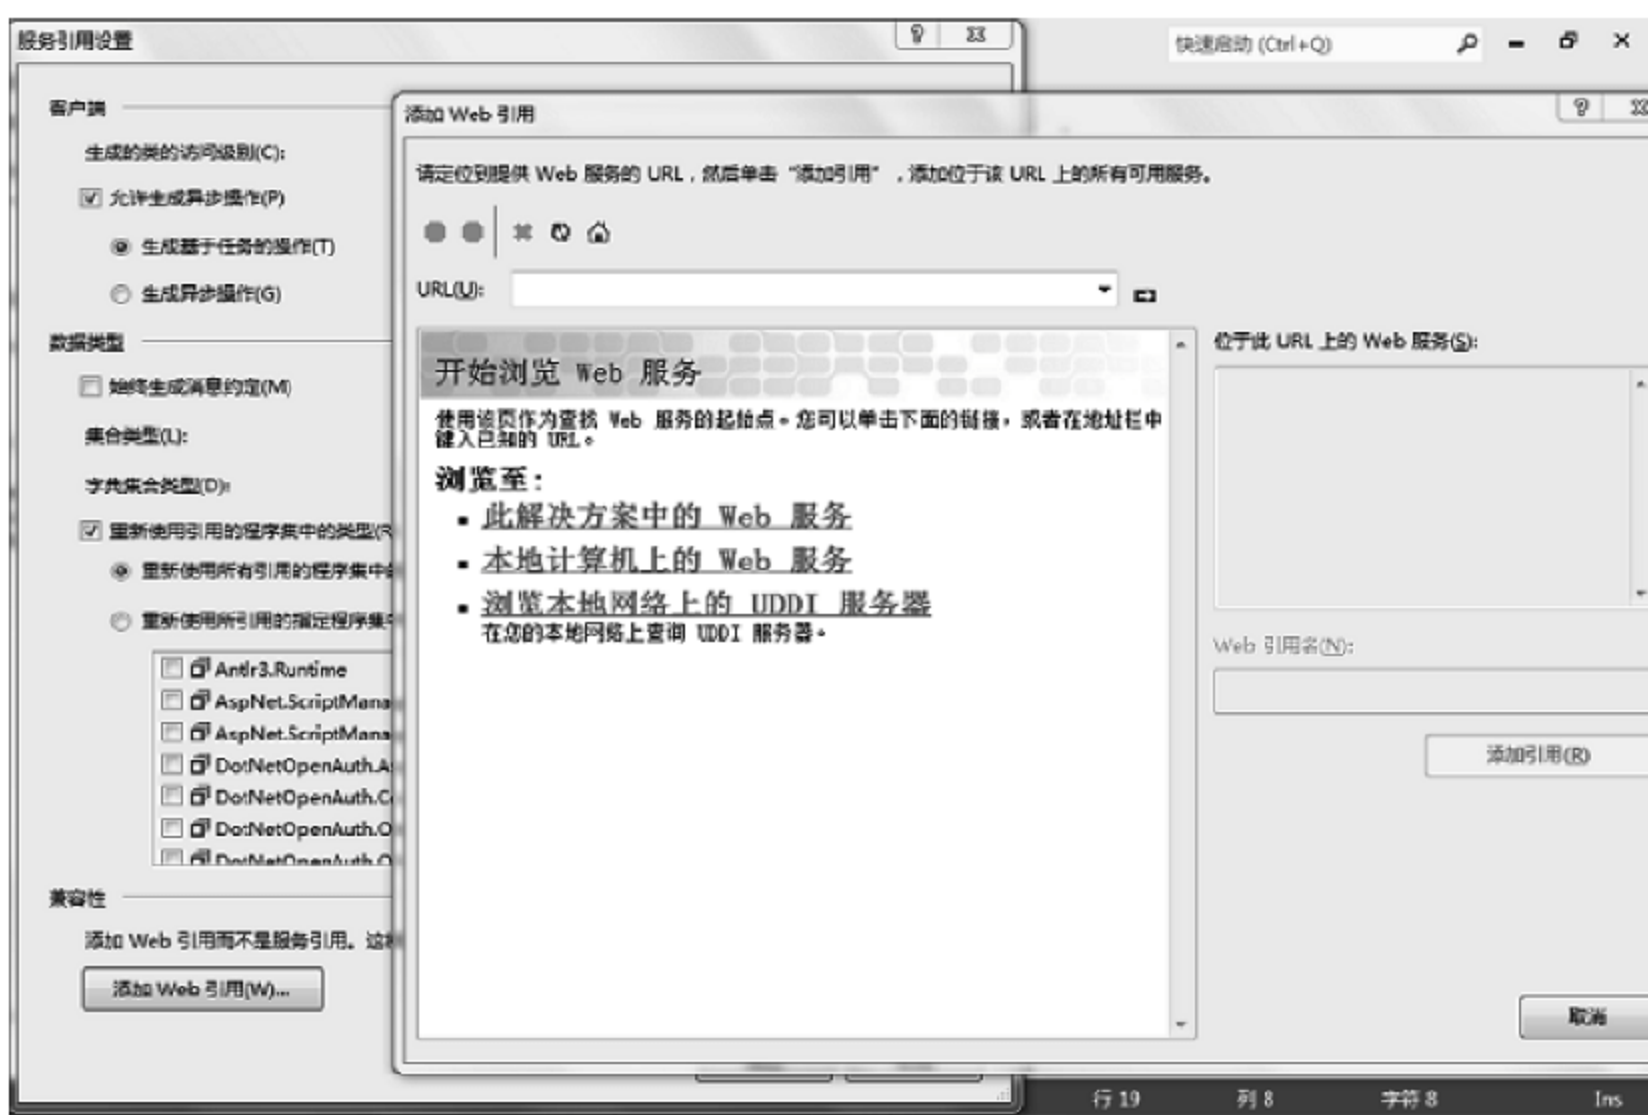 服务引用设置
快速启动 (Ctrl+Q)
客户端
生成的类的访问级别(C):
允许生成异步操作(P)
生成基于任务的操作(T)
生成异步操作(G)
数据类型
始终生成消息约定(M)
集合类型(L):
字典集合类型(D):
重新使用引用的程序集中的类型(R
重新使用所有引用的程序集中
重新使用所引用的指定程序集
Antlr3.Runtime
AspNet.ScriptMana
AspNet.ScriptMana
DotNetOpenAuth.A
DotNetOpenAuth.C
DotNetOpenAuth.O
DotNetOpenAuth.O
兼容性
添加 Web 引用而不是服务引用。这
添加 Web 引用(W)...
添加 Web 引用
请定位到提供 Web 服务的 URL，然后单击“添加引用”，添加位于该 URL 上的所有可用服务。
URL(U):
开始浏览 Web 服务
使用该页作为查找 Web 服务的起始点。您可以单击下面的链接，或者在地址栏中
键入已知的 URL。
浏览至:
▪ 此解决方案中的 Web 服务
▪ 本地计算机上的 Web 服务
▪ 浏览本地网络上的 UDDI 服务器
在您的本地网络上查询 UDDI 服务器。
位于此 URL 上的 Web 服务(S):
Web 引用名(N):
添加引用(R)
取消
行 19 列 8 字符 8 Ins